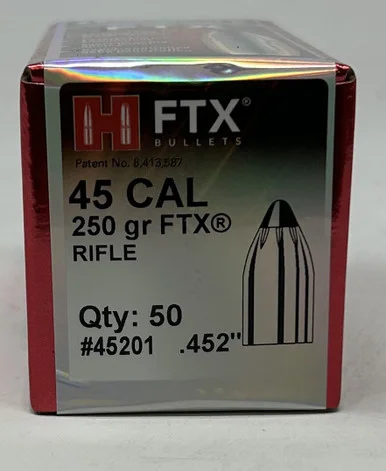 H FTX®
BULLETS
Patent No. 8,413,587
45 CAL
250 gr FTX®
RIFLE
Qty: 50
#45201 .452"